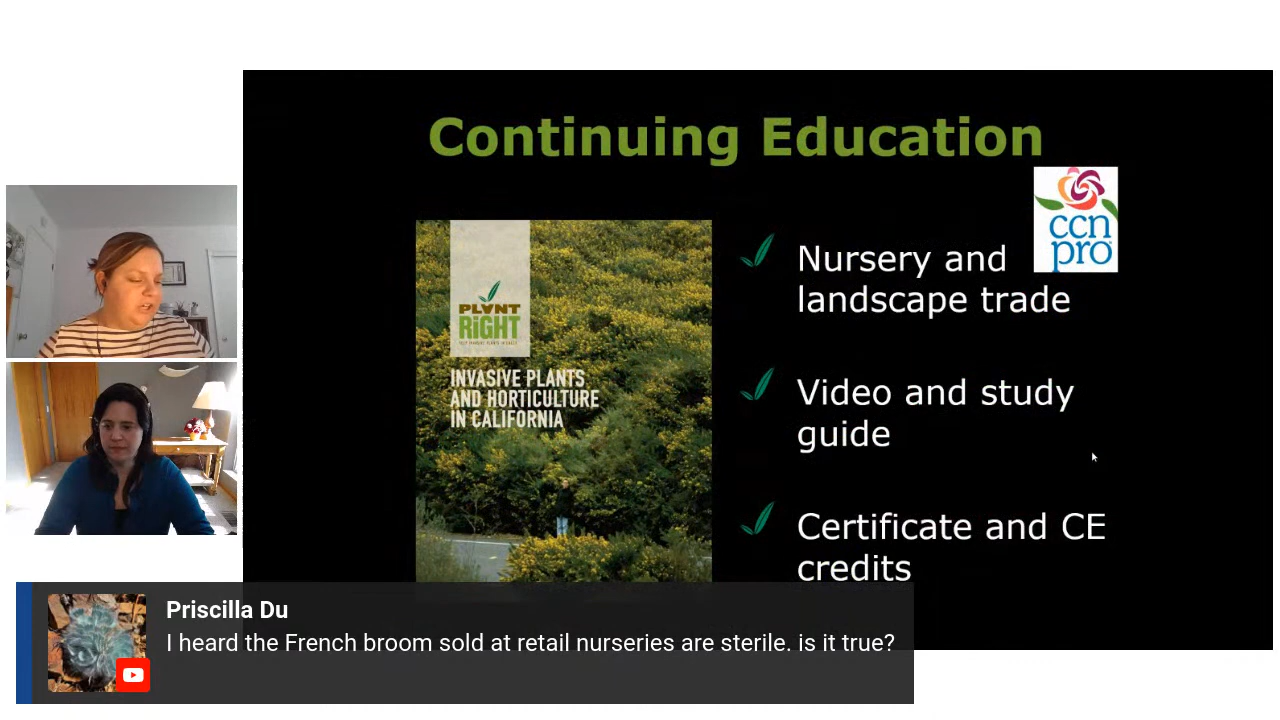 Continuing Education
ccn
pro
PLANT
RIGHT
INVASIVE PLANTS
AND HORTICULTURE
IN CALIFORNIA
Nursery and
landscape trade
Video and study
guide
Certificate and CE
credits
Priscilla Du
I heard the French broom sold at retail nurseries are sterile. is it true?